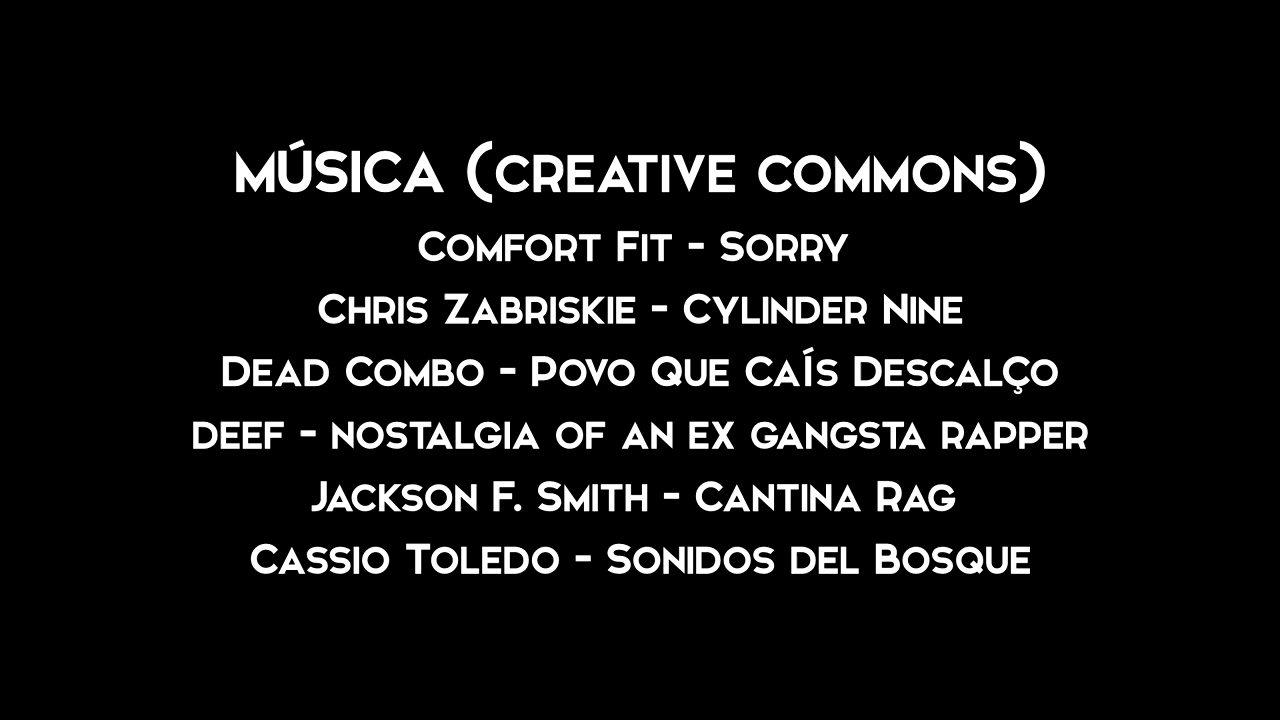 MÚSICA (CREATIVE COMMONS)
COMFORT FIT - SORRY
CHRIS ZABRISKIE - CYLINDER NINE
DEAD COMBO - POVO QUE CAÍS DESCALÇO
DEEF - NOSTALGIA OF AN EX GANGSTA RAPPER
JACKSON F. SMITH - CANTINA RAG
CASSIO TOLEDO - SONIDOS DEL BOSQUE